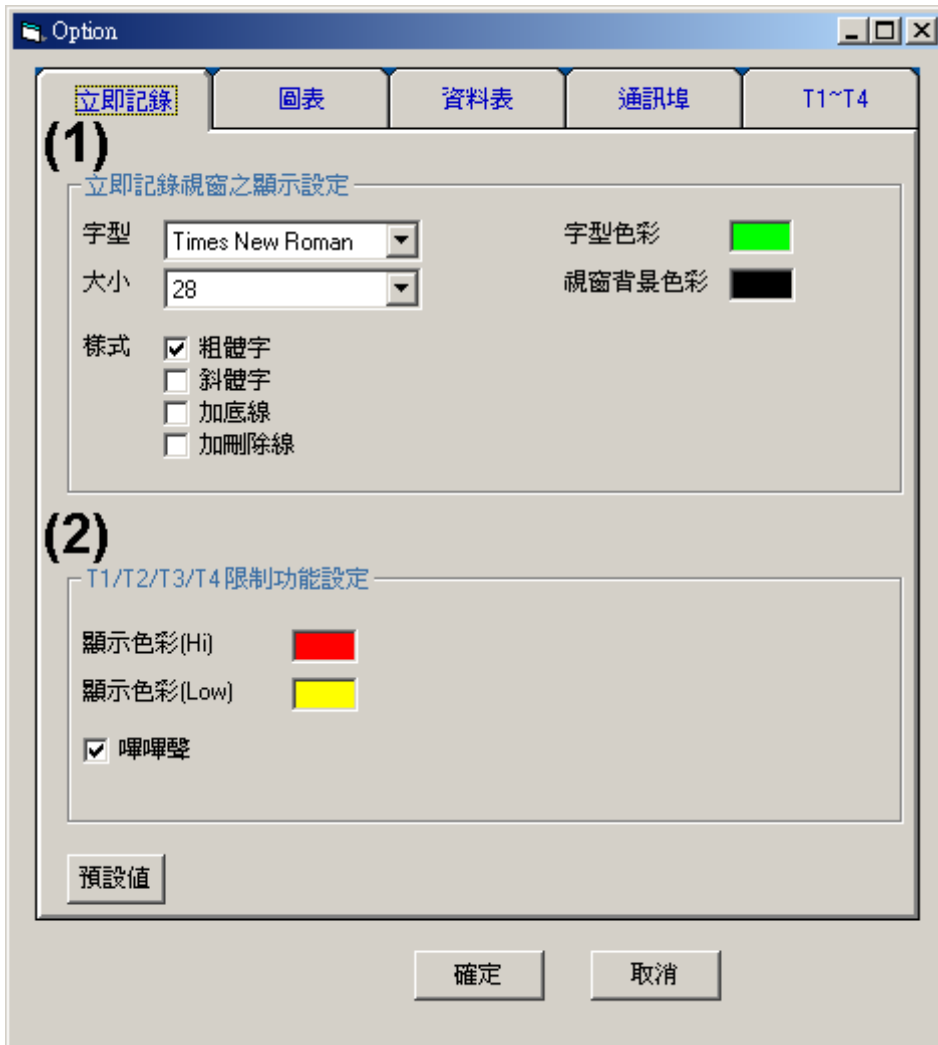 Option
立即記錄 圖表 資料表 通訊埠 T1~T4
(1)
立即記錄視窗之顯示設定
字型 Times New Roman 字型色彩
大小 28 視窗背景色彩
樣式 粗體字
斜體字
加底線
加刪除線
(2)
T1/T2/T3/T4限制功能設定
顯示色彩(Hi)
顯示色彩(Low)
嗶嗶聲
預設值
確定 取消